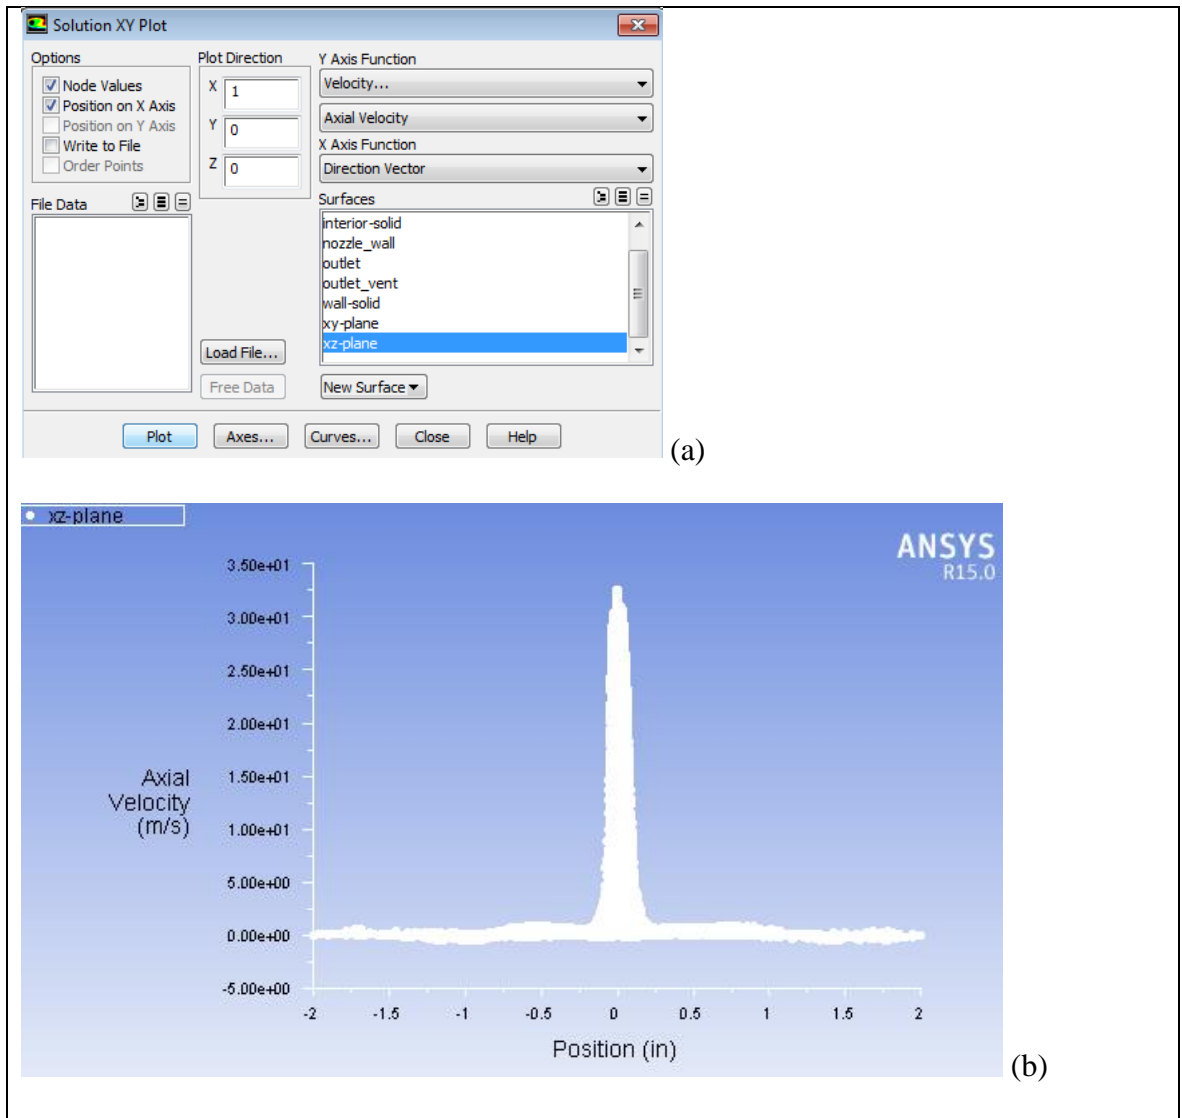 Solution XY Plot
Options
Node Values
Position on X Axis
Position on Y Axis
Write to File
Order Points
Plot Direction
X 1
Y 0
Z 0
Y Axis Function
Velocity...
Axial Velocity
X Axis Function
Direction Vector
File Data
Surfaces
interior-solid
nozzle_wall
outlet
outlet_vent
wall-solid
xy-plane
xz-plane
Load File...
Free Data
New Surface
Plot Axes... Curves... Close Help
(a)
xz-plane
ANSYS
R15.0
3.50e+01
3.00e+01
2.50e+01
2.00e+01
1.50e+01
1.00e+01
5.00e+00
0.00e+00
-5.00e+00
Axial
Velocity
(m/s)
-2 -1.5 -1 -0.5 0 0.5 1 1.5 2
Position (in)
(b)